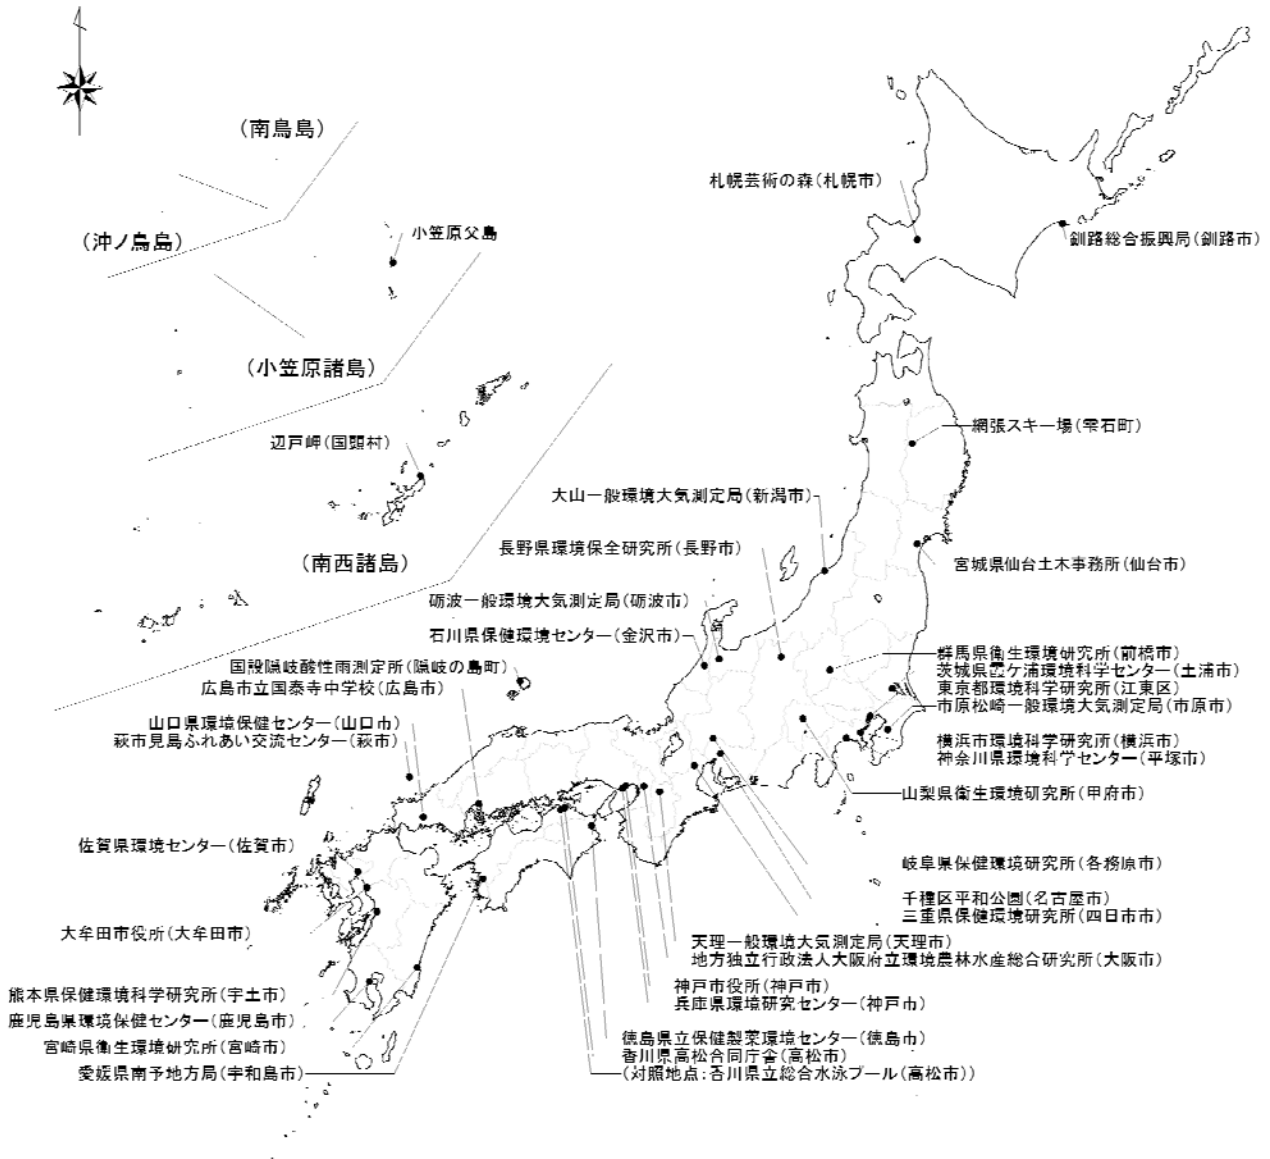 (南鳥島)
札幌芸術の森(札幌市)
小笠原父島
(沖ノ鳥島)
釧路総合振興局(釧路市)
(小笠原諸島)
網張スキー場(雫石町)
辺戸岬(国頭村)
大山一般環境大気測定局(新潟市)
長野県環境保全研究所(長野市)
(南西諸島)
宮城県仙台土木事務所(仙台市)
砺波一般環境大気測定局(砺波市)
石川県保健環境センター(金沢市)
群馬県衛生環境研究所(前橋市)
国設隠岐酸性雨測定所(隠岐の島町)
茨城県霞ケ浦環境科学センター(土浦市)
広島市立国泰寺中学校(広島市)
東京都環境科学研究所(江東区)
市原松崎一般環境大気測定局(市原市)
山口県環境保健センター(山口市)
萩市見島ふれあい交流センター(萩市)
横浜市環境科学研究所(横浜市)
神奈川県環境科学センター(平塚市)
山梨県衛生環境研究所(甲府市)
佐賀県環境センター(佐賀市)
岐阜県保健環境研究所(各務原市)
千種区平和公園(名古屋市)
三重県保健環境研究所(四日市市)
大牟田市役所(大牟田市)
天理一般環境大気測定局(天理市)
地方独立行政法人大阪府立環境農林水産総合研究所(大阪市)
神戸市役所(神戸市)
熊本県保健環境科学研究所(宇土市)
兵庫県環境研究センター(神戸市)
鹿児島県環境保健センター(鹿児島市)
徳島県立保健製薬環境センター(徳島市)
宮崎県衛生環境研究所(宮崎市)
香川県高松合同庁舎(高松市)
愛媛県南予地方局(宇和島市)
(対照地点:香川県立総合水泳プール(高松市))